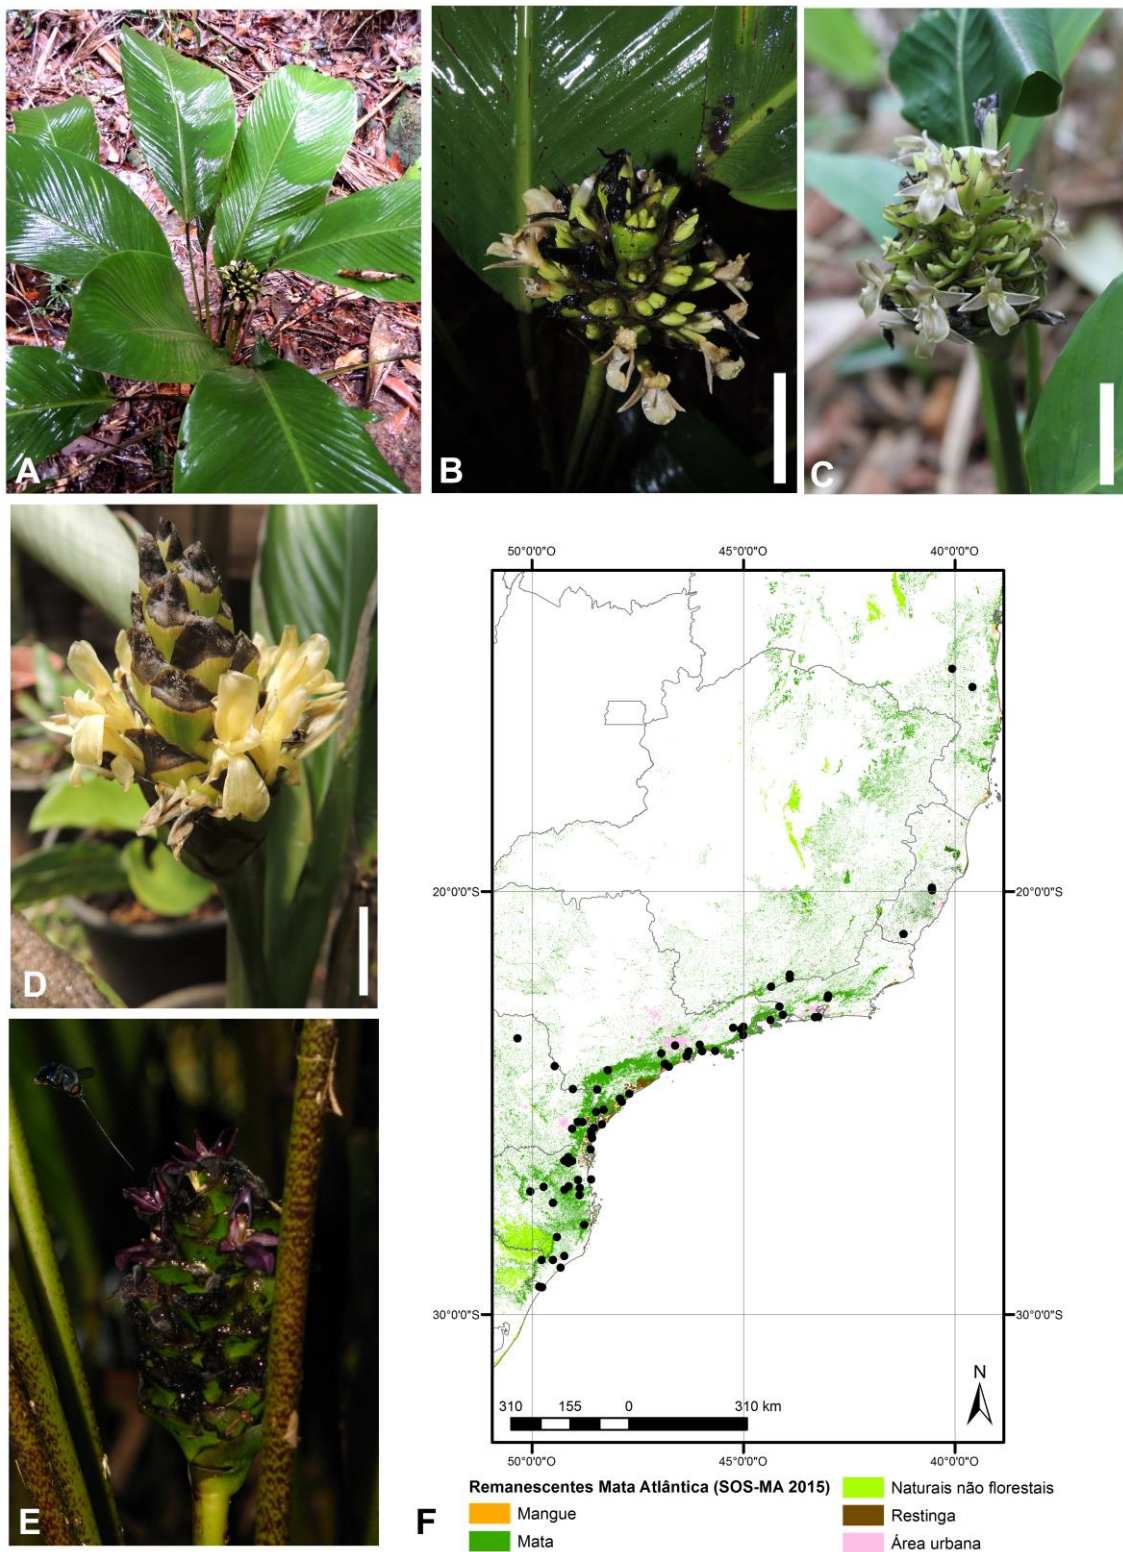 A
B
C
D
E
50°0'0"O 45°0'0"O 40°0'0"O
20°0'0"S 20°0'0"S
30°0'0"S 30°0'0"S
N
310 155 0 310 km
50°0'0"O 45°0'0"O 40°0'0"O
F
Remanescentes Mata Atlântica (SOS-MA 2015)
Mangue
Mata
Naturais não florestais
Restinga
Área urbana